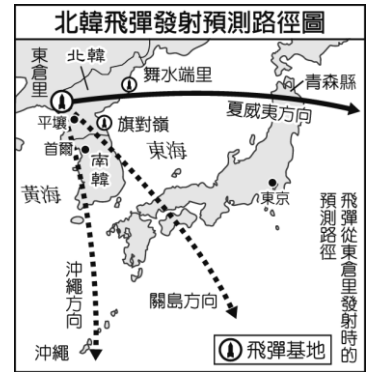 北韓飛彈發射預測路徑圖
東倉里
北韓
舞水端里
青森縣
夏威夷方向
平壤
旗對嶺
首爾
南韓
東海
黃海
東京
飛彈從東倉里發射時的
預測路徑
沖繩方向
關島方向
沖繩
飛彈基地